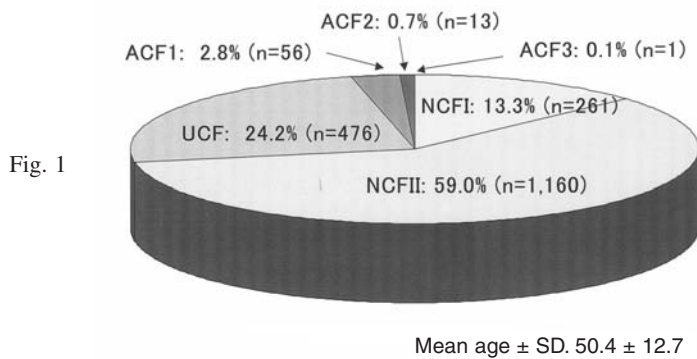 ACF2: 0.7% (n=13)
ACF1: 2.8% (n=56)
ACF3: 0.1% (n=1)
NCFI: 13.3% (n=261)
UCF: 24.2% (n=476)
Fig. 1
NCFII: 59.0% (n=1,160)
Mean age ± SD. 50.4 ± 12.7